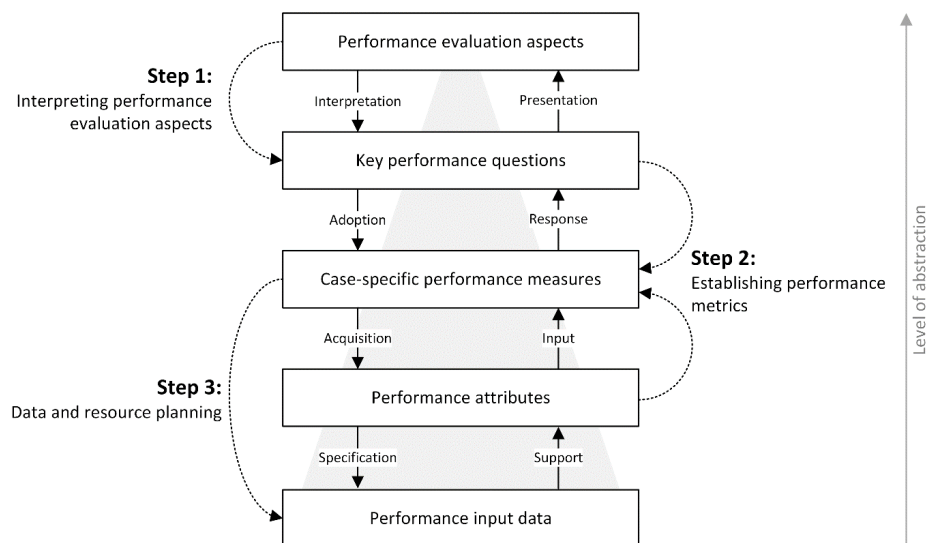 Performance evaluation aspects
Step 1:
Interpreting performance
evaluation aspects
Interpretation
Presentation
Key performance questions
Adoption
Response
Case-specific performance measures
Step 2:
Establishing performance
metrics
Acquisition
Input
Performance attributes
Step 3:
Data and resource planning
Specification
Support
Performance input data
Level of abstraction